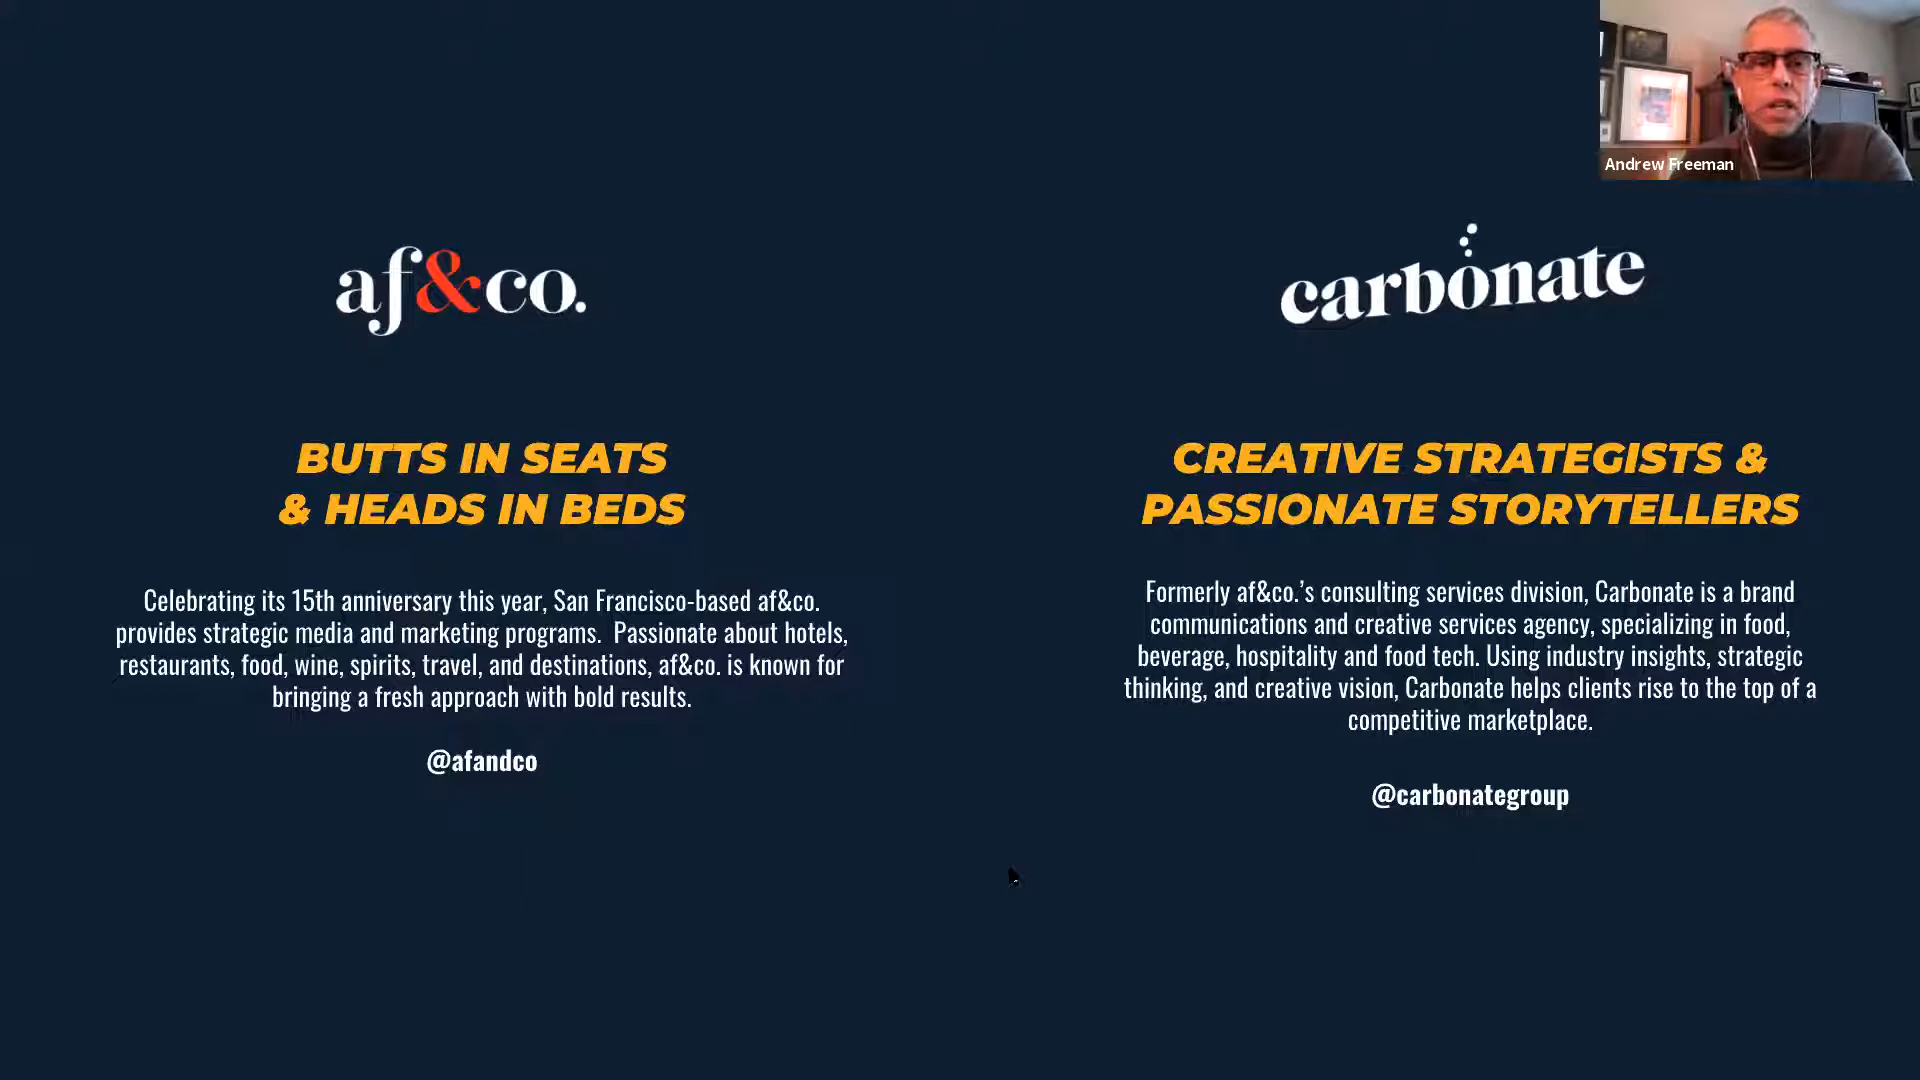 Andrew Freeman
af&co.
BUTTS IN SEATS
& HEADS IN BEDS
Celebrating its 15th anniversary this year, San Francisco-based af&co.
provides strategic media and marketing programs. Passionate about hotels,
restaurants, food, wine, spirits, travel, and destinations, af&co. is known for
bringing a fresh approach with bold results.
@afandco
carbonate
CREATIVE STRATEGISTS &
PASSIONATE STORYTELLERS
Formerly af&co.’s consulting services division, Carbonate is a brand
communications and creative services agency, specializing in food,
beverage, hospitality and food tech. Using industry insights, strategic
thinking, and creative vision, Carbonate helps clients rise to the top of a
competitive marketplace.
@carbonategroup